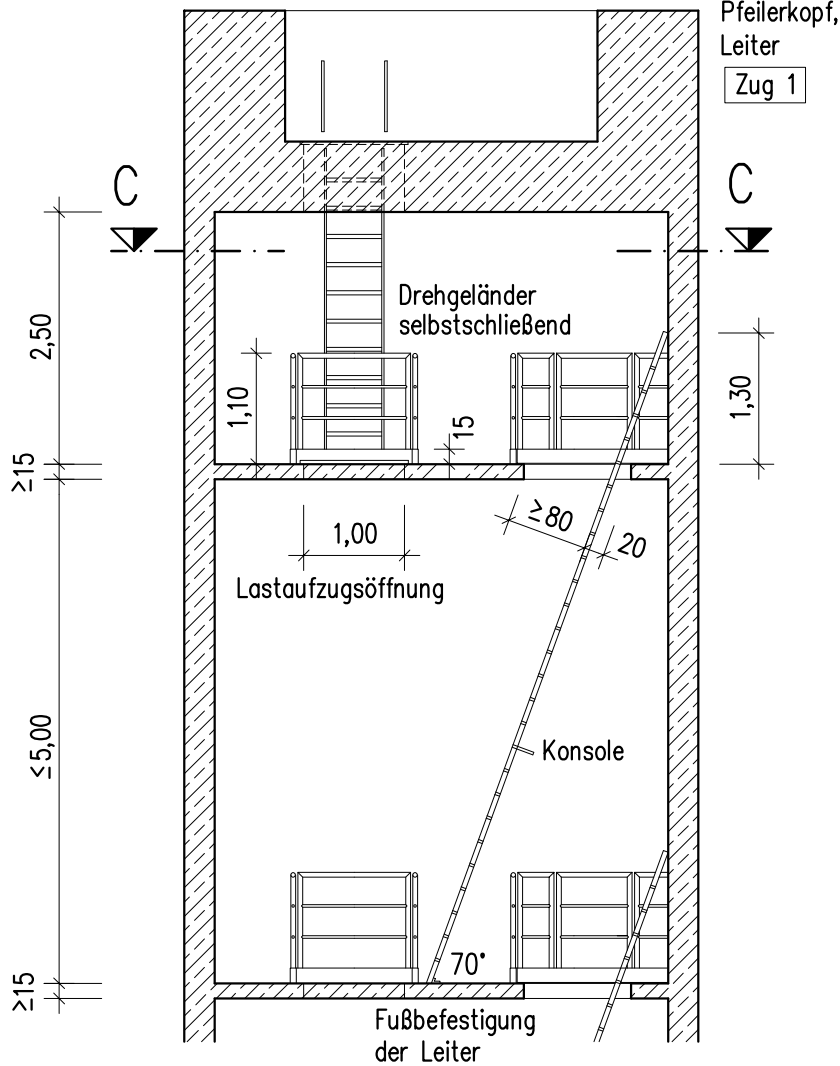 Pfeilerkopf,
Leiter
Zug 1
C
C
Drehgeländer
selbstschließend
2,50
1,10
15
1,30
≥15
≥80
20
1,00
Lastaufzugsöffnung
≤5,00
Konsole
70°
≥15
Fußbefestigung
der Leiter